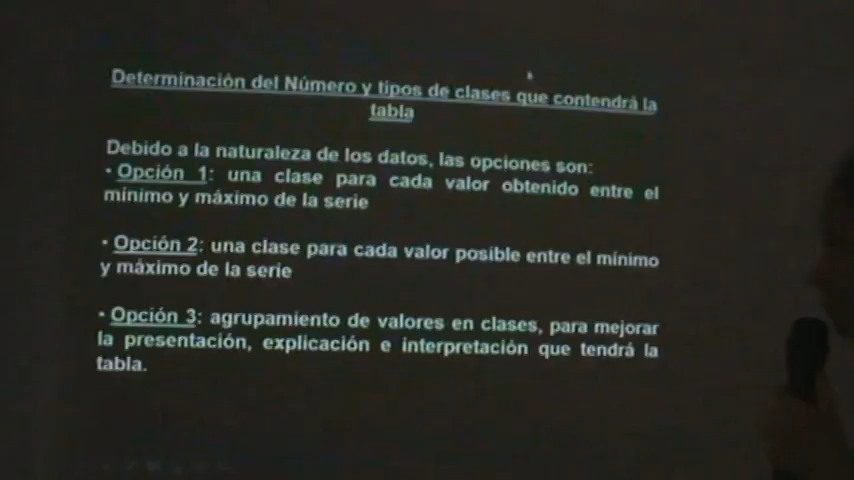 Determinación del Número y tipos de clases que contendrá la
tabla
Debido a la naturaleza de los datos, las opciones son:
• Opción 1: una clase para cada valor obtenido entre el
mínimo y máximo de la serie
• Opción 2: una clase para cada valor posible entre el mínimo
y máximo de la serie
• Opción 3: agrupamiento de valores en clases, para mejorar
la presentación, explicación e interpretación que tendrá la
tabla.